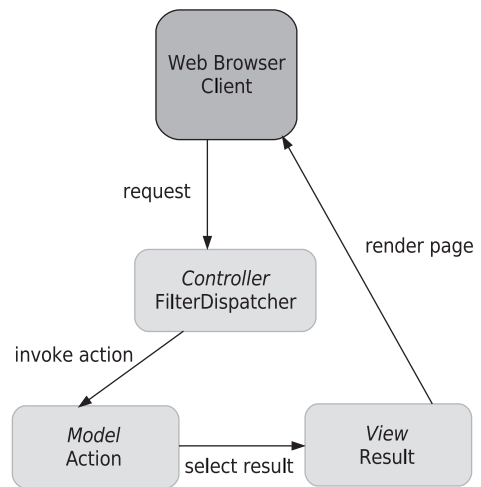 Web Browser
Client
request
render page
Controller
FilterDispatcher
invoke action
Model
Action
select result
View
Result